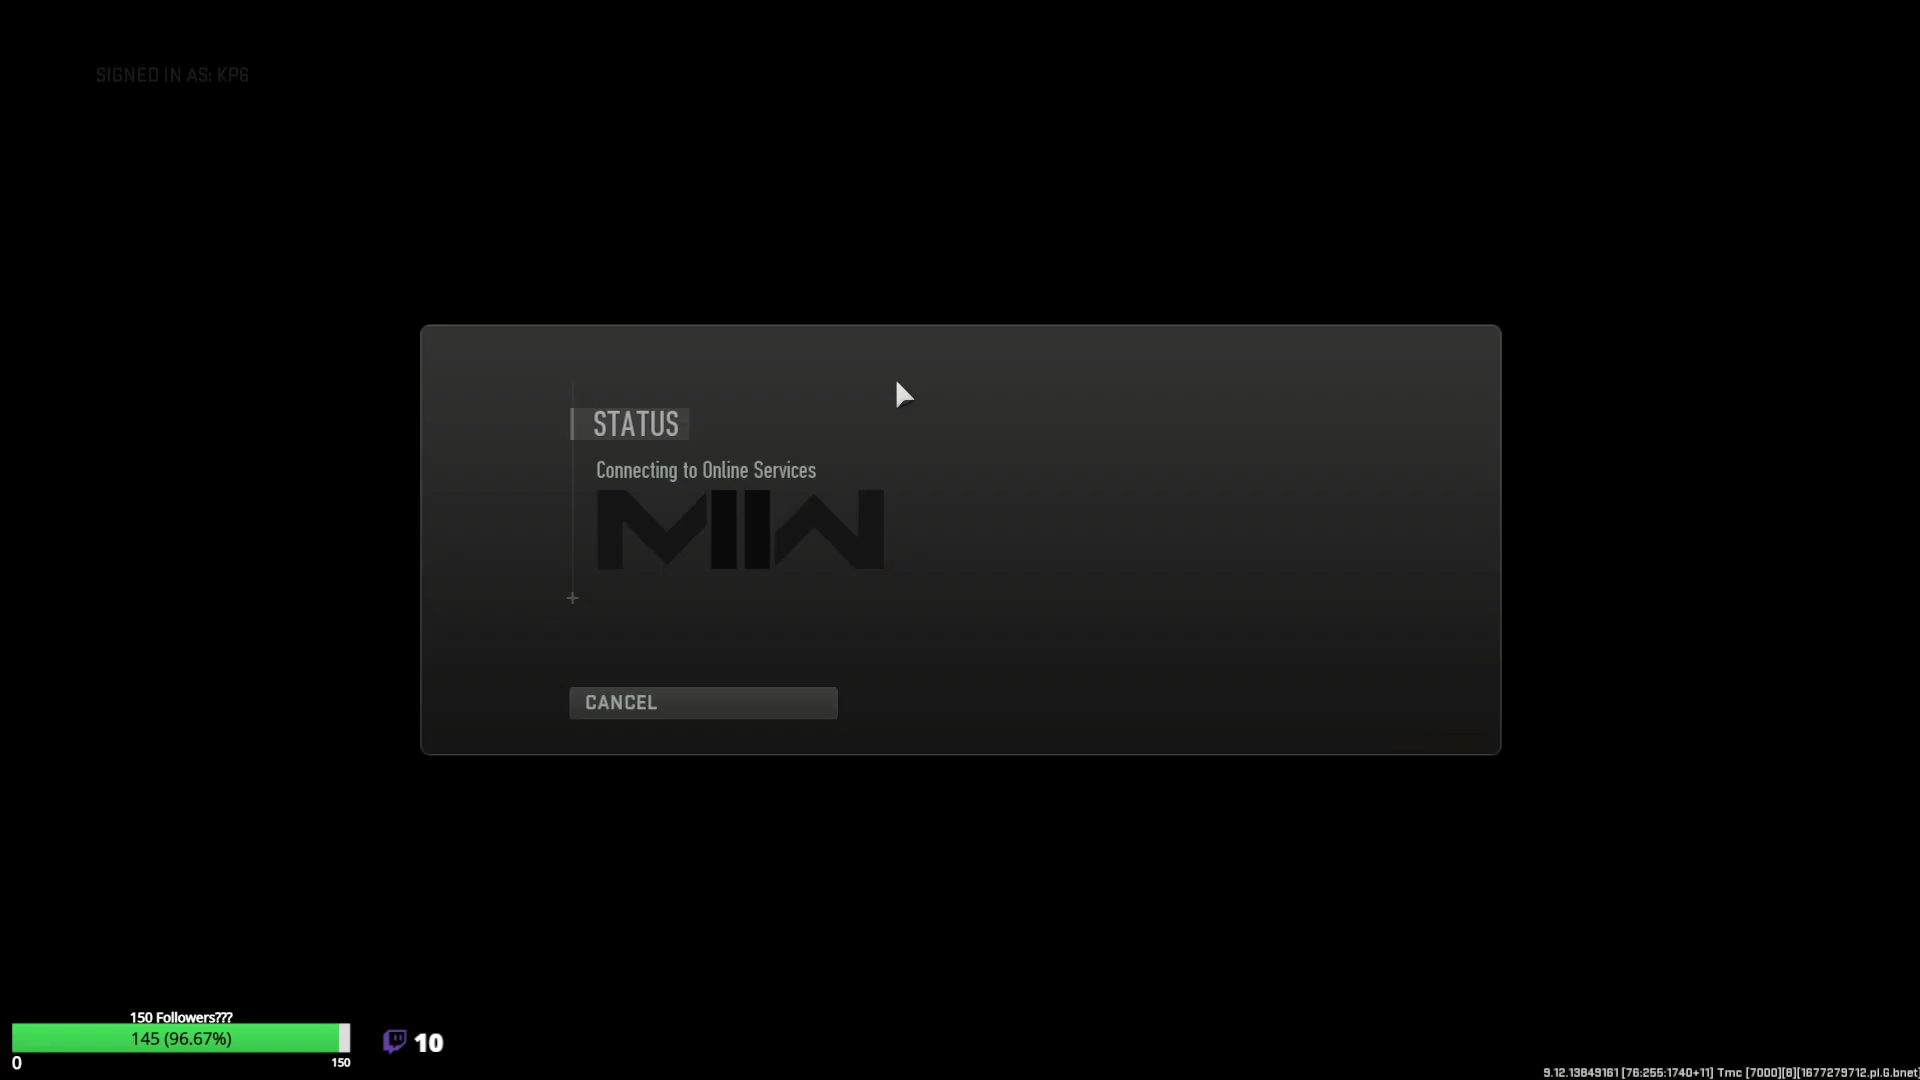 SIGNED IN AS: KP6
STATUS
Connecting to Online Services
MIIW
CANCEL
150 Followers???
145 (96.67%)
0
150
10
9.12.13849161 [76:255:1740+11] Tmc [7000][8][1677279712.pl.G.bnet]